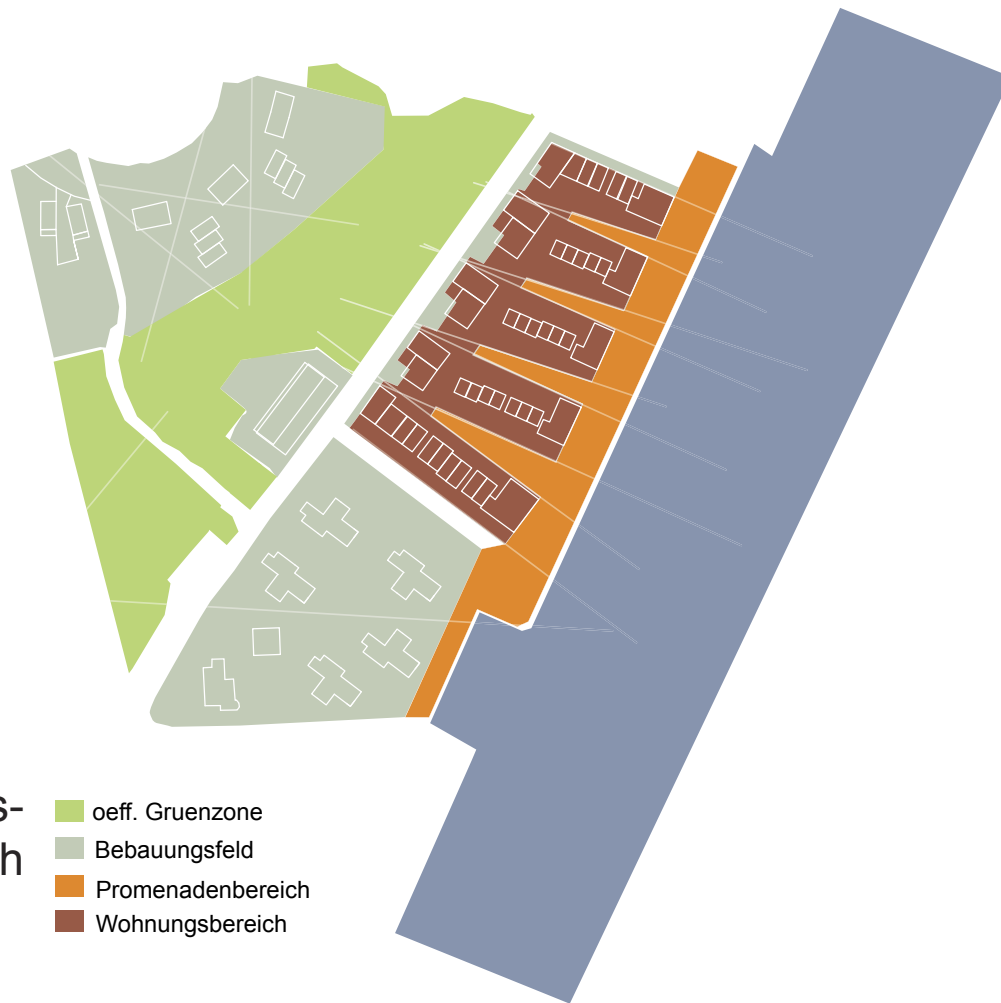 s-
h
oeff. Gruenzone
Bebauungsfeld
Promenadenbereich
Wohnungsbereich